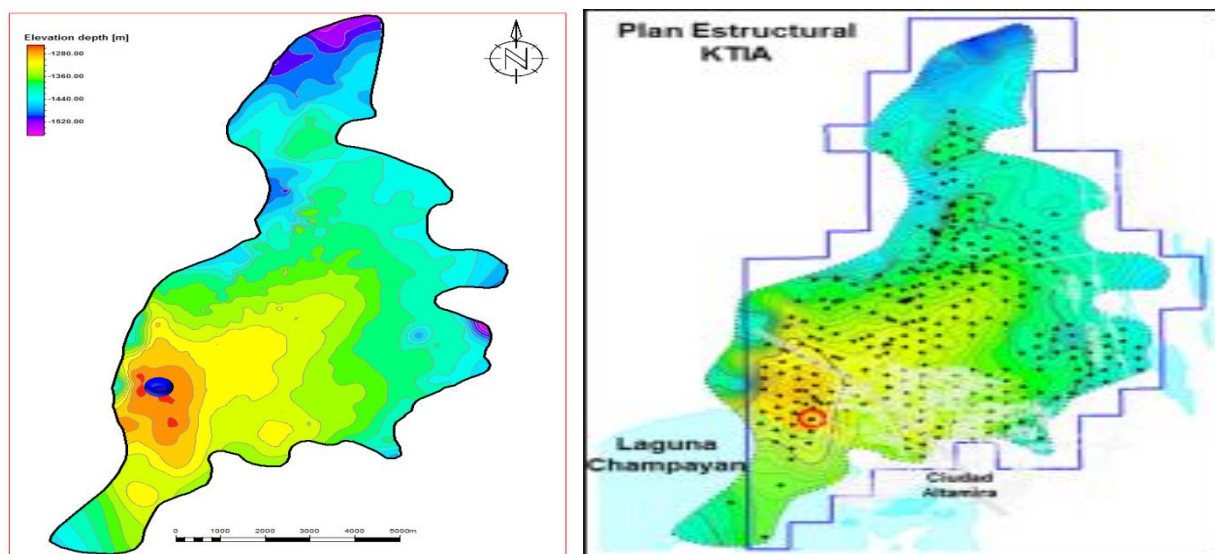 Elevation depth [m]
-1280.00
-1360.00
-1440.00
-1520.00
N
0 1000 2000 3000 4000 5000m
Plan Estructural
KTIA
Laguna
Champayan
Ciudad
Altamira